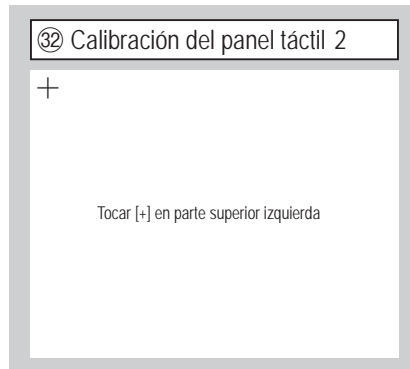 ㉜ Calibración del panel táctil 2
+
Tocar [+] en parte superior izquierda